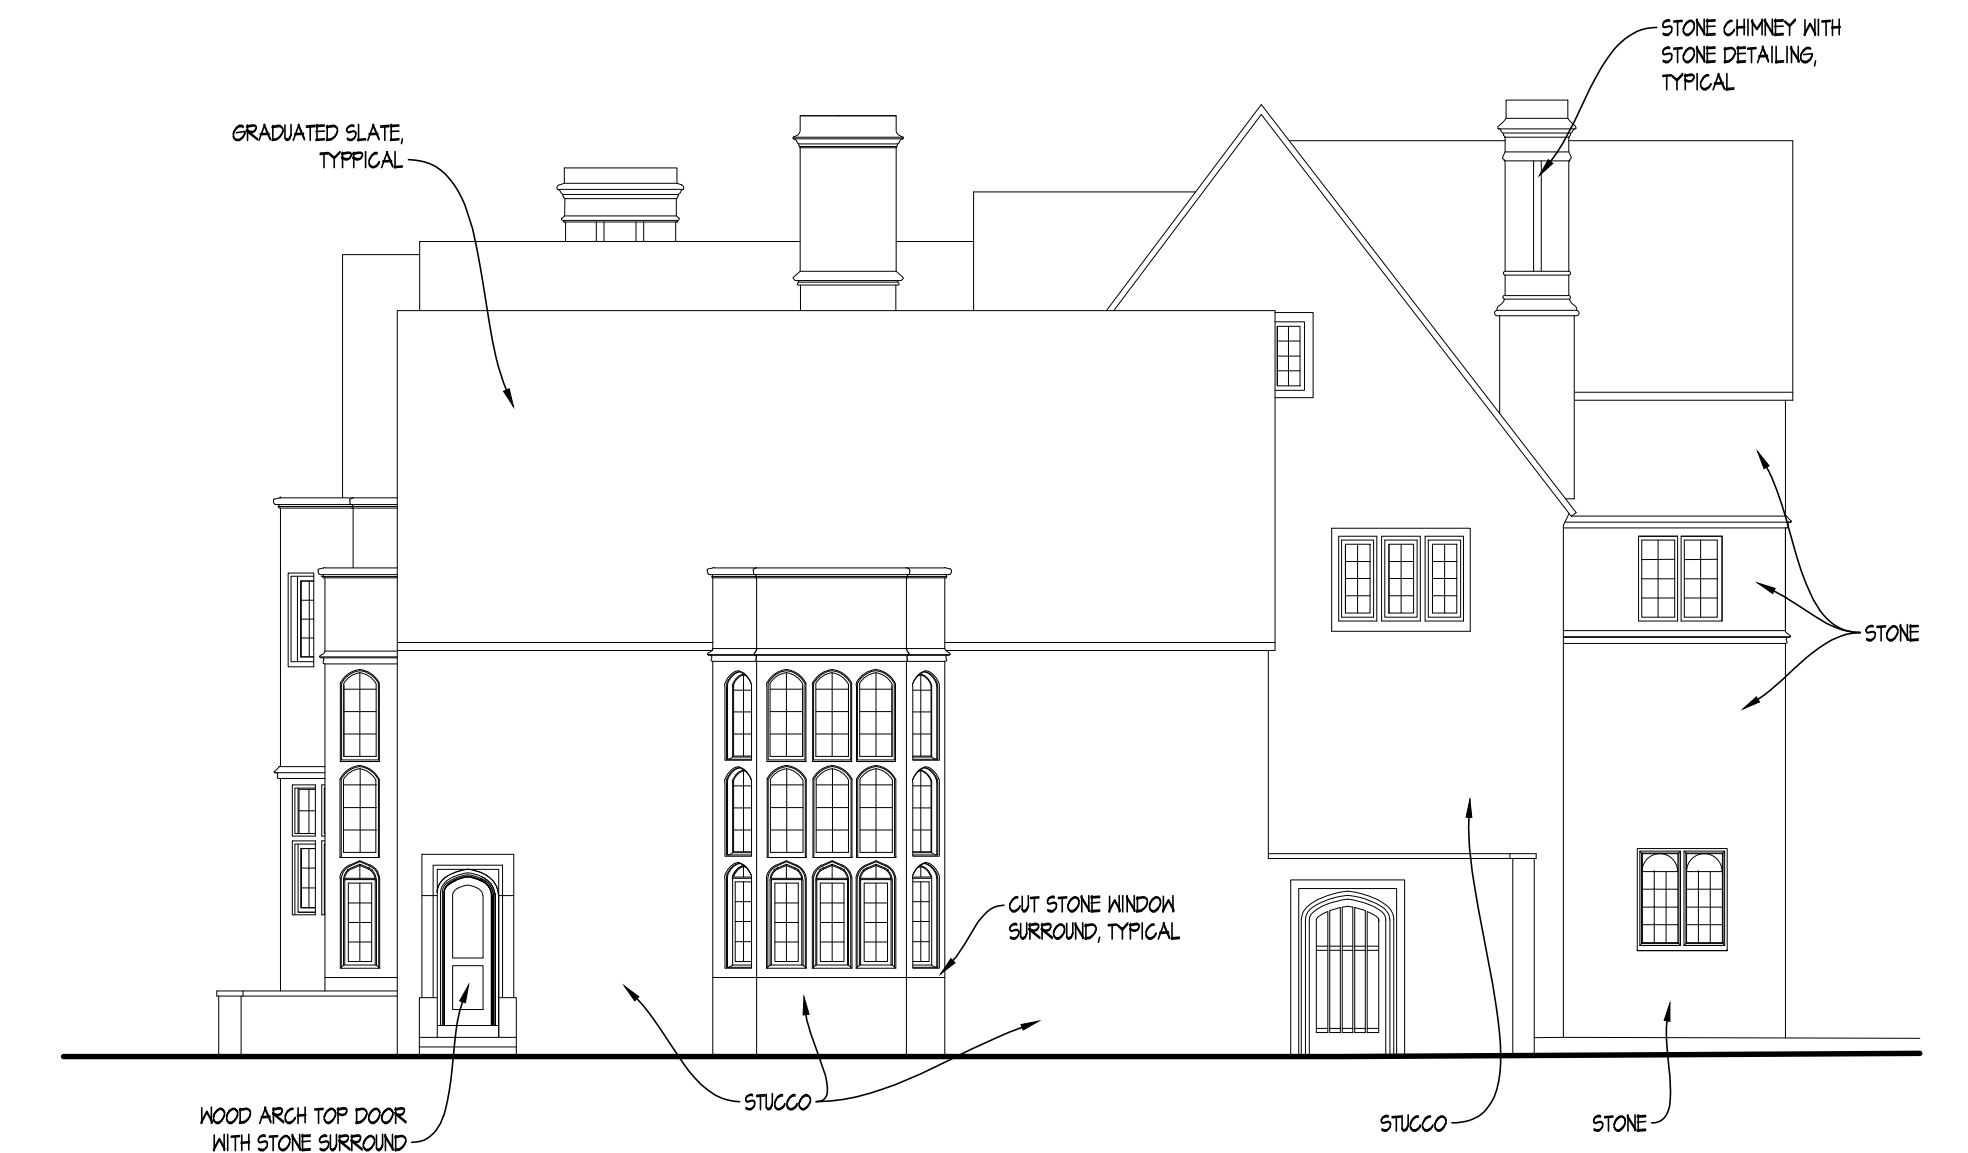 STONE CHIMNEY WITH
STONE DETAILING,
TYPICAL
GRADUATED SLATE,
TYPPICAL
STONE
CUT STONE WINDOW
SURROUND, TYPICAL
STUCCO
WOOD ARCH TOP DOOR
WITH STONE SURROUND
STUCCO
STONE